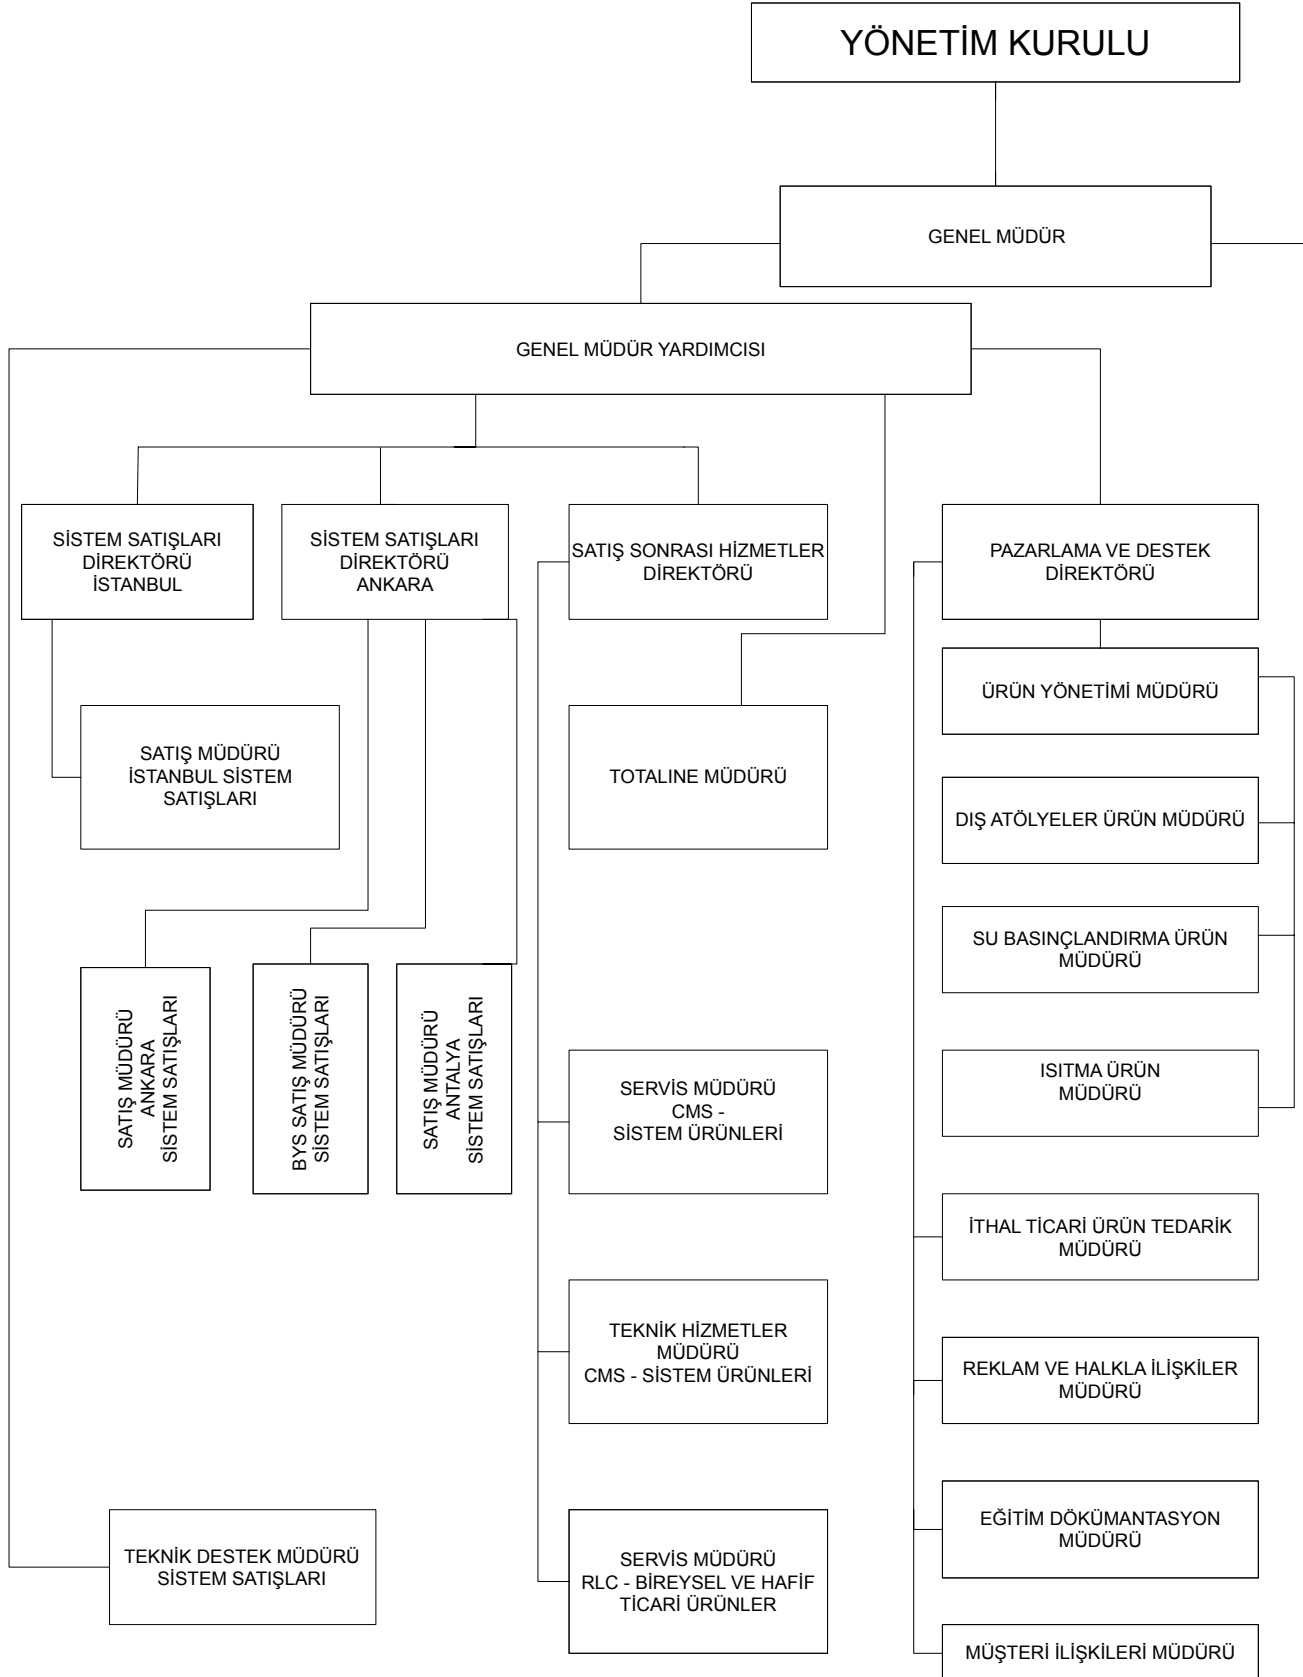 YÖNETİM KURULU
GENEL MÜDÜR
GENEL MÜDÜR YARDIMCISI
SİSTEM SATIŞLARI
DİREKTÖRÜ
İSTANBUL
SİSTEM SATIŞLARI
DİREKTÖRÜ
ANKARA
SATIŞ SONRASI HİZMETLER
DİREKTÖRÜ
PAZARLAMA VE DESTEK
DİREKTÖRÜ
ÜRÜN YÖNETİMİ MÜDÜRÜ
SATIŞ MÜDÜRÜ
İSTANBUL SİSTEM
SATIŞLARI
TOTALINE MÜDÜRÜ
DIŞ ATÖLYELER ÜRÜN MÜDÜRÜ
SU BASINÇLANDIRMA ÜRÜN
MÜDÜRÜ
SATIŞ MÜDÜRÜ
ANKARA
SİSTEM SATIŞLARI
BYS SATIŞ MÜDÜRÜ
SİSTEM SATIŞLARI
SATIŞ MÜDÜRÜ
ANTALYA
SİSTEM SATIŞLARI
SERVİS MÜDÜRÜ
CMS -
SİSTEM ÜRÜNLERİ
ISITMA ÜRÜN
MÜDÜRÜ
İTHAL TİCARİ ÜRÜN TEDARİK
MÜDÜRÜ
TEKNİK HİZMETLER
MÜDÜRÜ
CMS - SİSTEM ÜRÜNLERİ
REKLAM VE HALKLA İLİŞKİLER
MÜDÜRÜ
EĞİTİM DÖKÜMANTASYON
MÜDÜRÜ
TEKNİK DESTEK MÜDÜRÜ
SİSTEM SATIŞLARI
SERVİS MÜDÜRÜ
RLC - BİREYSEL VE HAFİF
TİCARİ ÜRÜNLER
MÜŞTERİ İLİŞKİLERİ MÜDÜRÜ